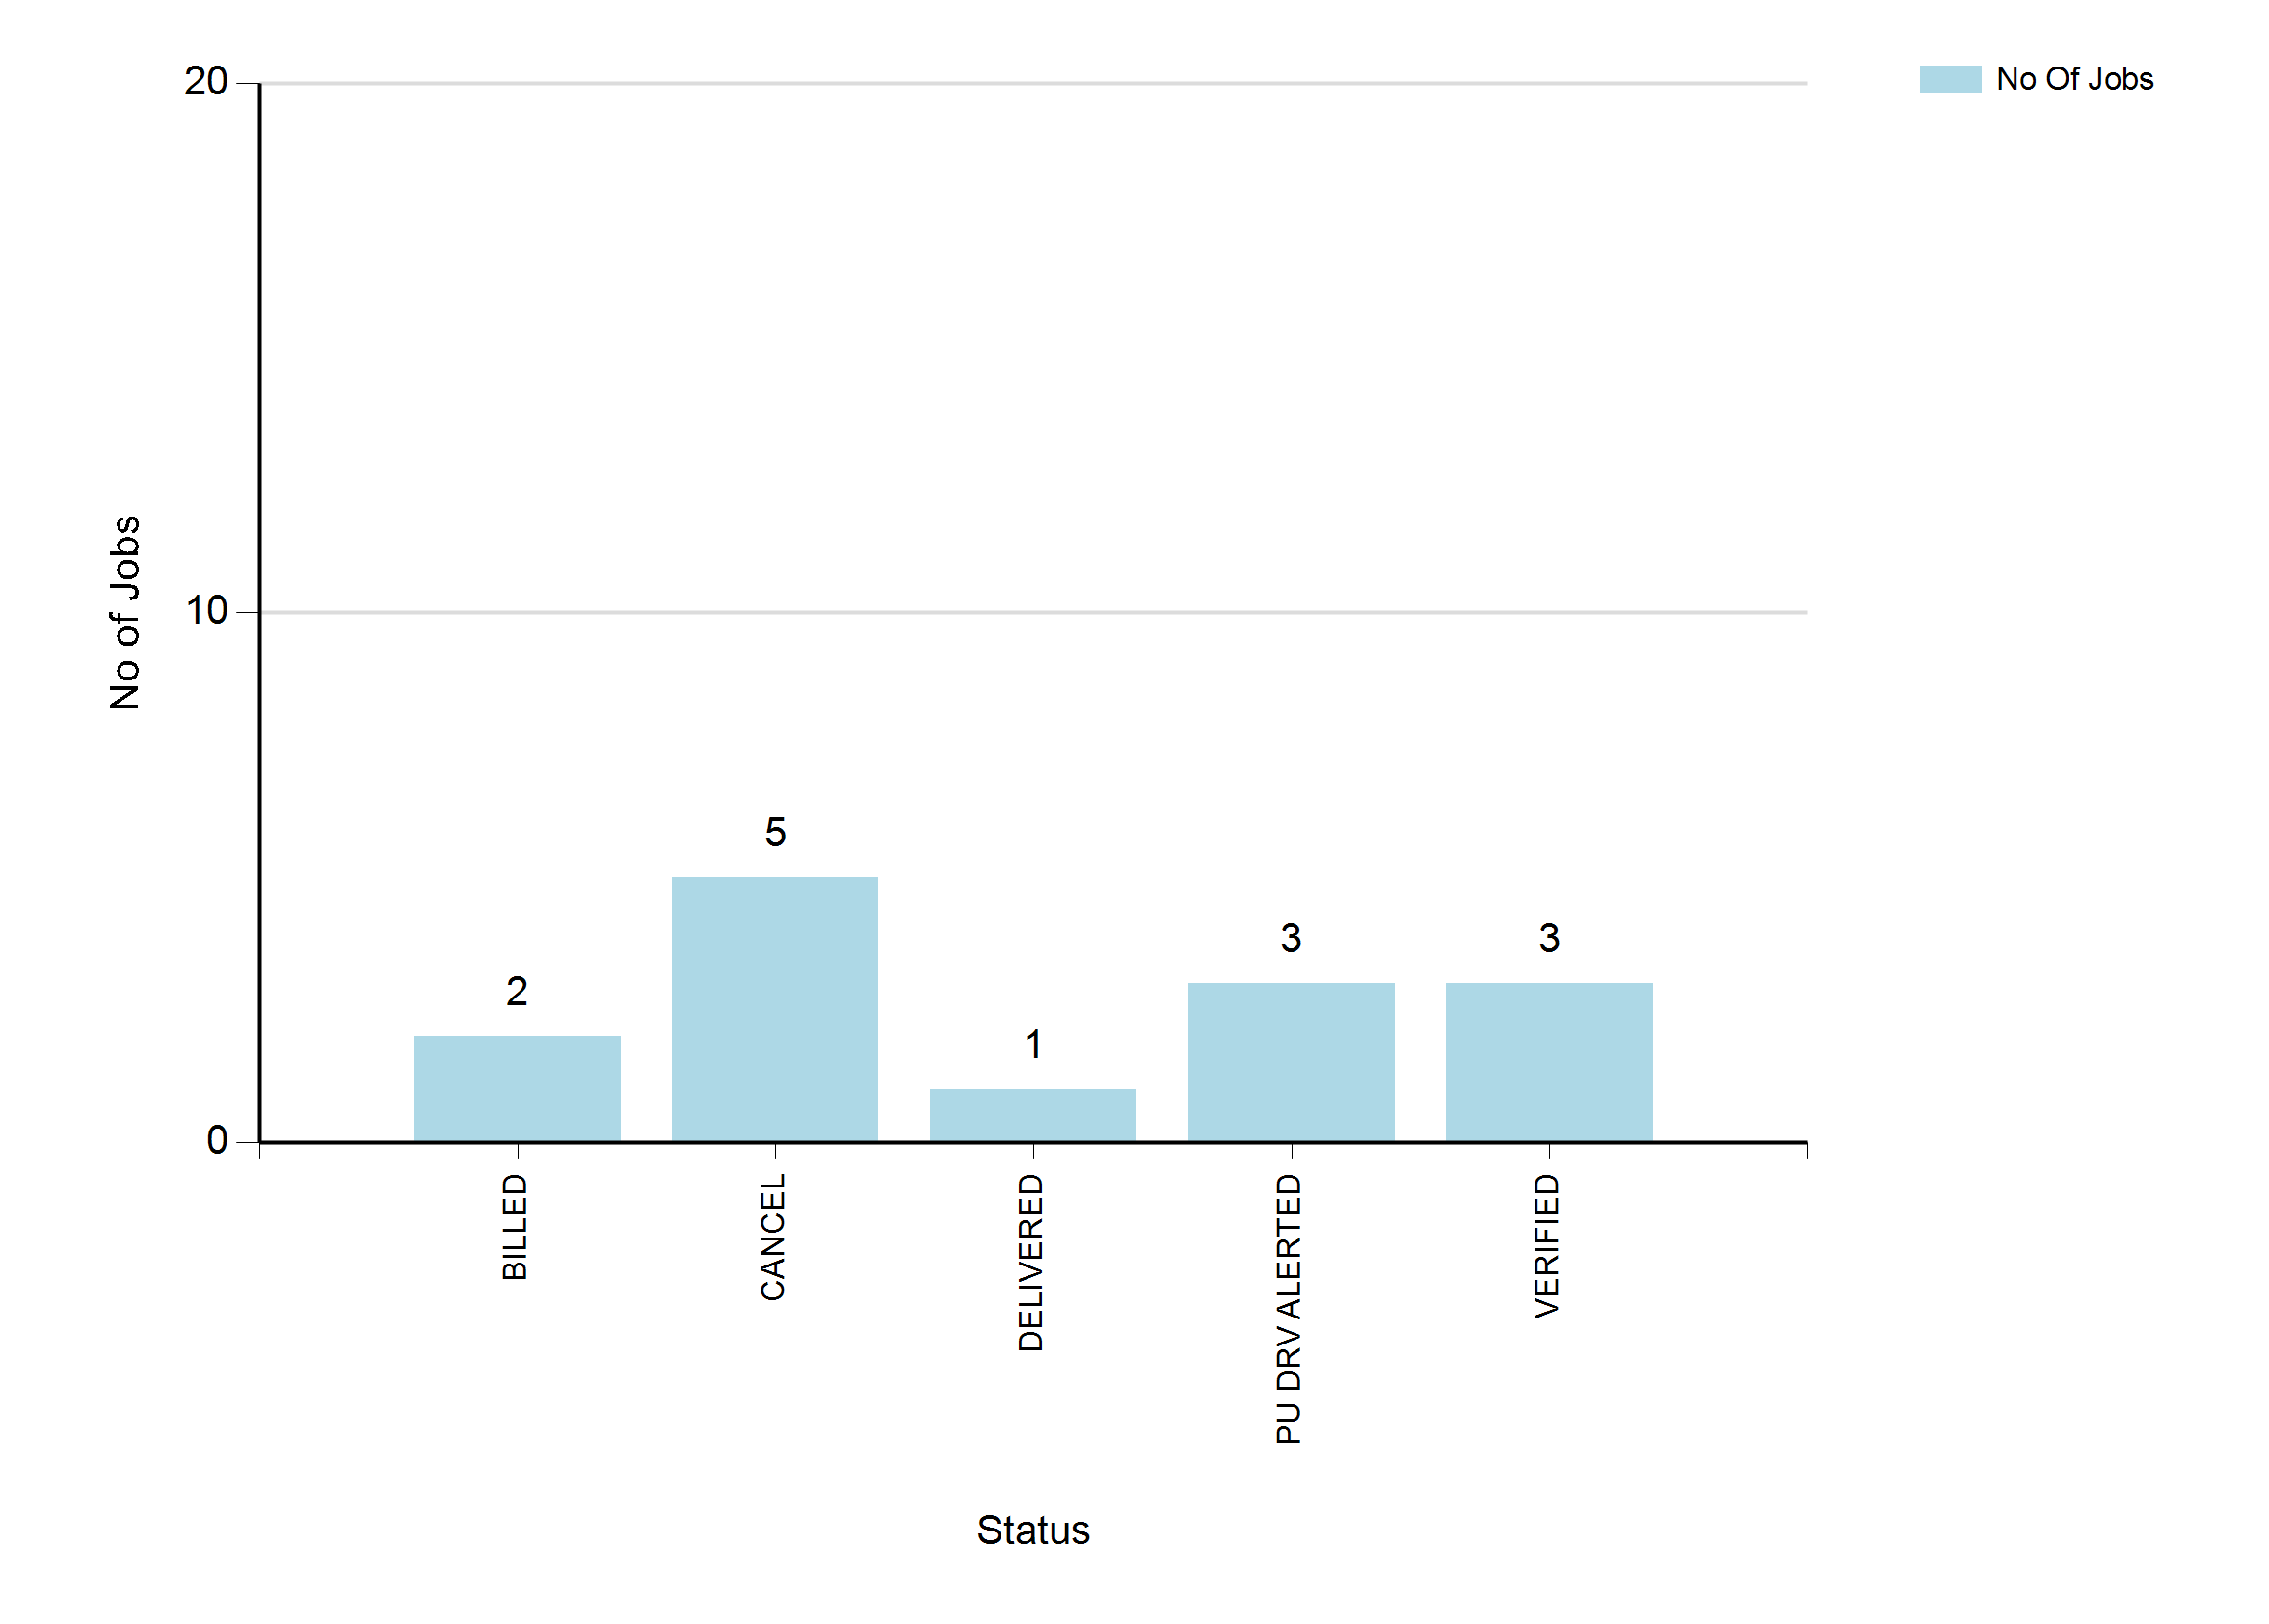 20
No Of Jobs
10
No of Jobs
5
3
3
2
1
0
BILLED
CANCEL
DELIVERED
PU DRV ALERTED
VERIFIED
Status